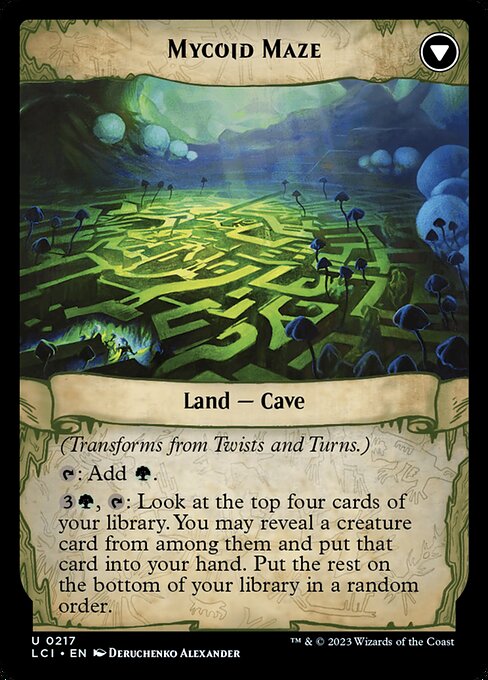 Mycoid Maze
Land — Cave
(Transforms from Twists and Turns.)
: Add .
3, : Look at the top four cards of
your library. You may reveal a creature
card from among them and put that
card into your hand. Put the rest on
the bottom of your library in a random
order.
U 0217
LCI • EN Deruchenko Alexander
™ & © 2023 Wizards of the Coast